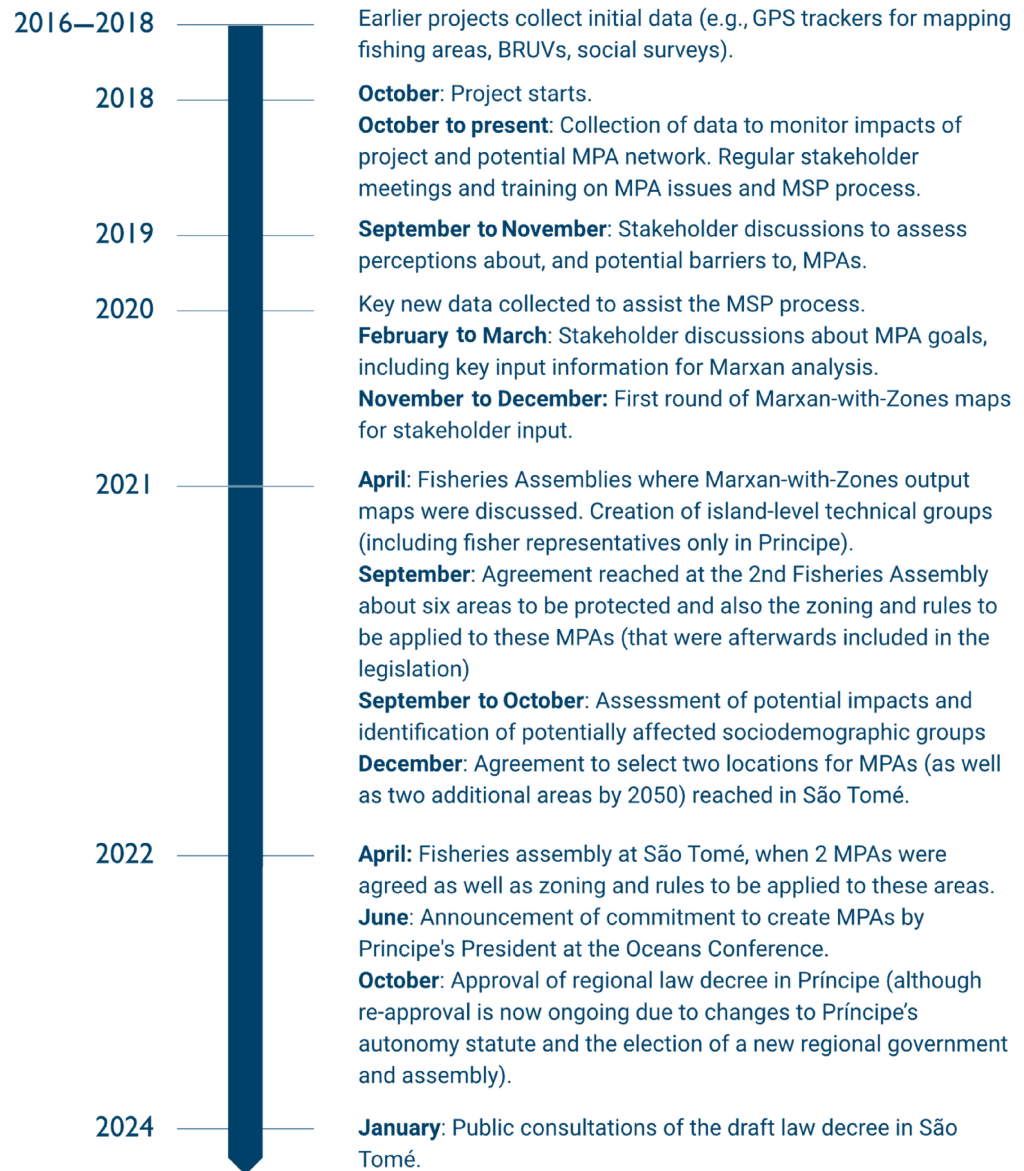 2016—2018
Earlier projects collect initial data (e.g., GPS trackers for mapping
fishing areas, BRUVs, social surveys).
2018
October: Project starts.
October to present: Collection of data to monitor impacts of
project and potential MPA network. Regular stakeholder
meetings and training on MPA issues and MSP process.
2019
September to November: Stakeholder discussions to assess
perceptions about, and potential barriers to, MPAs.
2020
Key new data collected to assist the MSP process.
February to March: Stakeholder discussions about MPA goals,
including key input information for Marxan analysis.
November to December: First round of Marxan-with-Zones maps
for stakeholder input.
2021
April: Fisheries Assemblies where Marxan-with-Zones output
maps were discussed. Creation of island-level technical groups
(including fisher representatives only in Principe).
September: Agreement reached at the 2nd Fisheries Assembly
about six areas to be protected and also the zoning and rules to
be applied to these MPAs (that were afterwards included in the
legislation)
September to October: Assessment of potential impacts and
identification of potentially affected sociodemographic groups
December: Agreement to select two locations for MPAs (as well
as two additional areas by 2050) reached in São Tomé.
2022
April: Fisheries assembly at São Tomé, when 2 MPAs were
agreed as well as zoning and rules to be applied to these areas.
June: Announcement of commitment to create MPAs by
Principe's President at the Oceans Conference.
October: Approval of regional law decree in Príncipe (although
re-approval is now ongoing due to changes to Príncipe’s
autonomy statute and the election of a new regional government
and assembly).
2024
January: Public consultations of the draft law decree in São
Tomé.